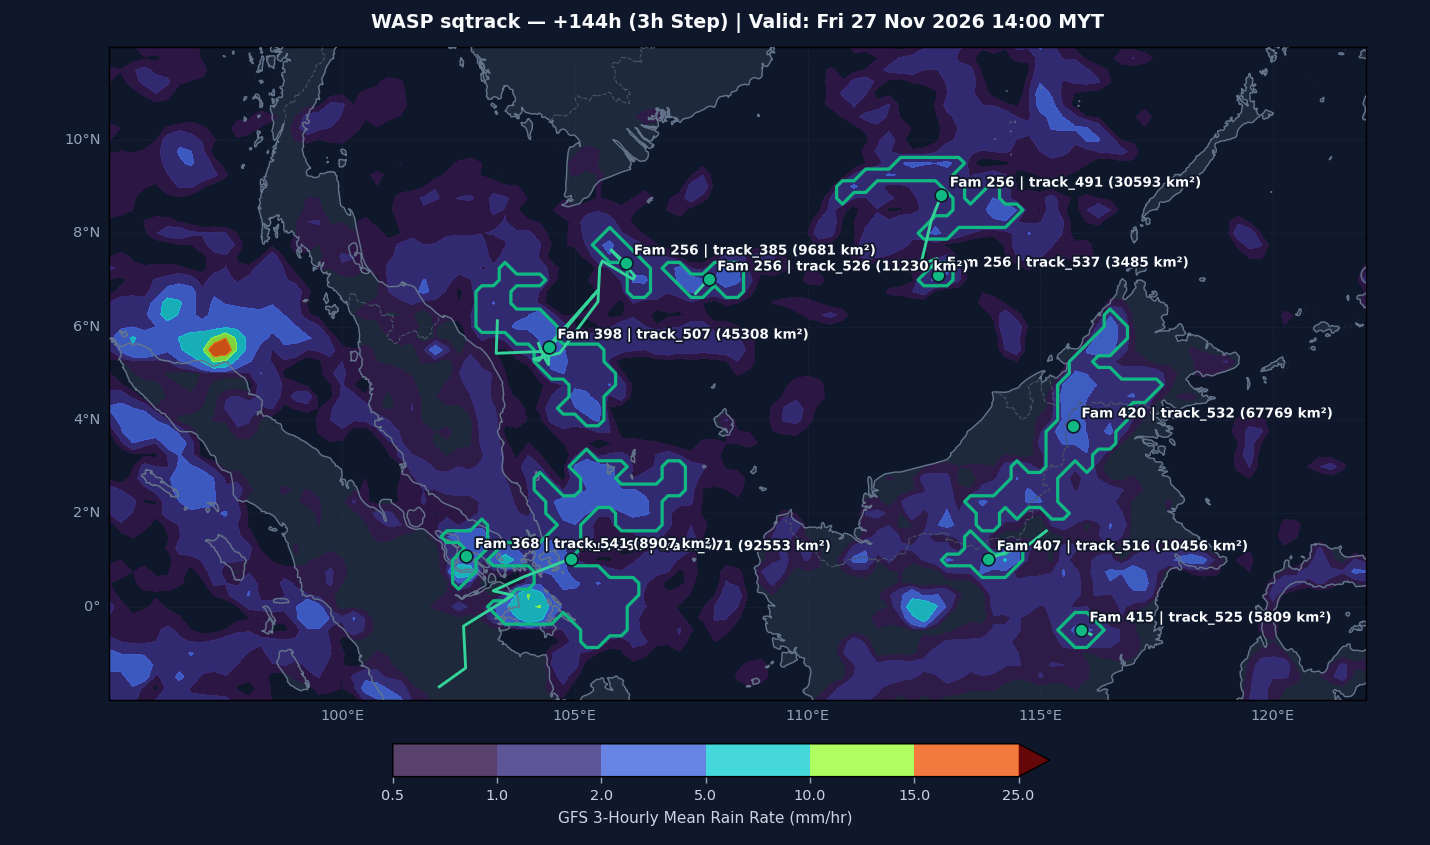 WASP sqtrack — +144h (3h Step) | Valid: Fri 27 Nov 2026 14:00 MYT
10°N
8°N
6°N
4°N
2°N
0°
Fam 256 | track_491 (30593 km²)
Fam 256 | track_385 (9681 km²)
Fam 256 | track_526 (11230 km²)
256 | track_537 (3485 km²)
Fam 398 | track_507 (45308 km²)
Fam 420 | track_532 (67769 km²)
Fam 368 | track_541 (8907 km²)
71 (92553 km²)
Fam 407 | track_516 (10456 km²)
Fam 415 | track_525 (5809 km²)
100°E
105°E
110°E
115°E
120°E
0.5
1.0
2.0
5.0
10.0
15.0
25.0
GFS 3-Hourly Mean Rain Rate (mm/hr)